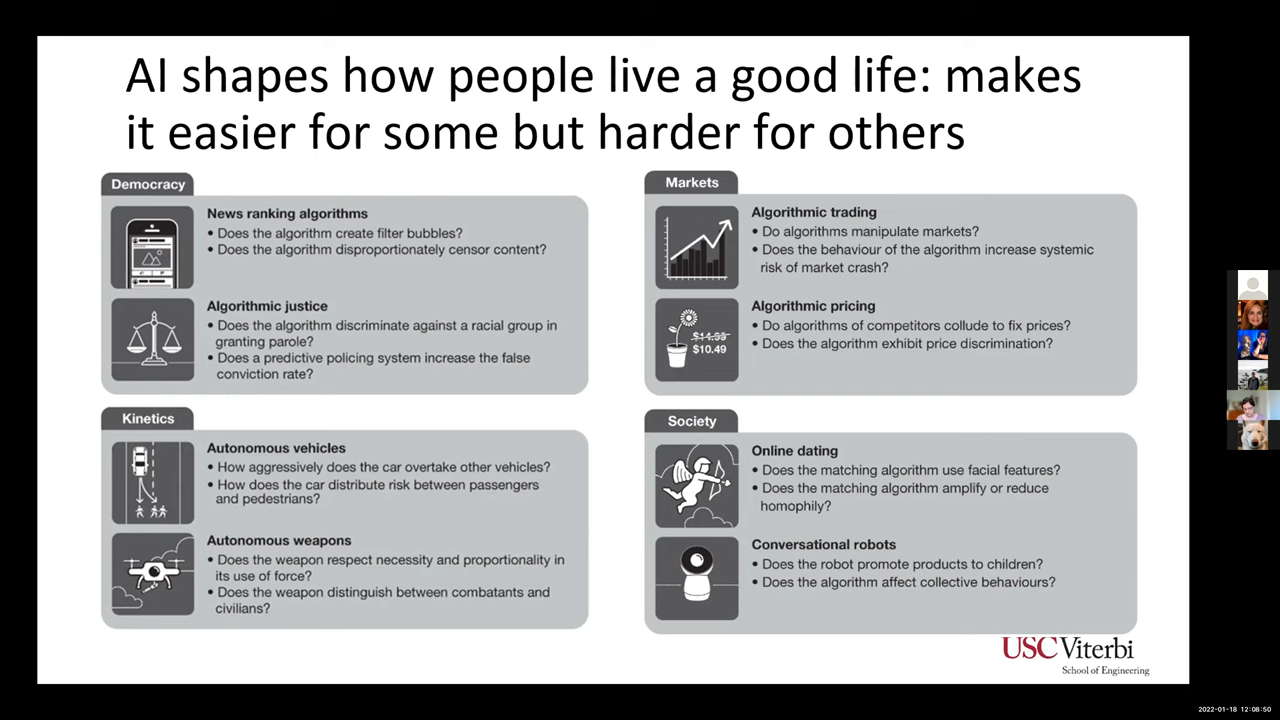 AI shapes how people live a good life: makes
it easier for some but harder for others
Democracy
News ranking algorithms
• Does the algorithm create filter bubbles?
• Does the algorithm disproportionately censor content?
Algorithmic justice
• Does the algorithm discriminate against a racial group in
granting parole?
• Does a predictive policing system increase the false
conviction rate?
Markets
Algorithmic trading
• Do algorithms manipulate markets?
• Does the behaviour of the algorithm increase systemic
risk of market crash?
Algorithmic pricing
$14.99
$10.49
• Do algorithms of competitors collude to fix prices?
• Does the algorithm exhibit price discrimination?
Kinetics
Autonomous vehicles
• How aggressively does the car overtake other vehicles?
• How does the car distribute risk between passengers
and pedestrians?
Autonomous weapons
• Does the weapon respect necessity and proportionality in
its use of force?
• Does the weapon distinguish between combatants and
civilians?
Society
Online dating
• Does the matching algorithm use facial features?
• Does the matching algorithm amplify or reduce
homophily?
Conversational robots
• Does the robot promote products to children?
• Does the algorithm affect collective behaviours?
USC Viterbi
School of Engineering
2022-01-18 12:08:50